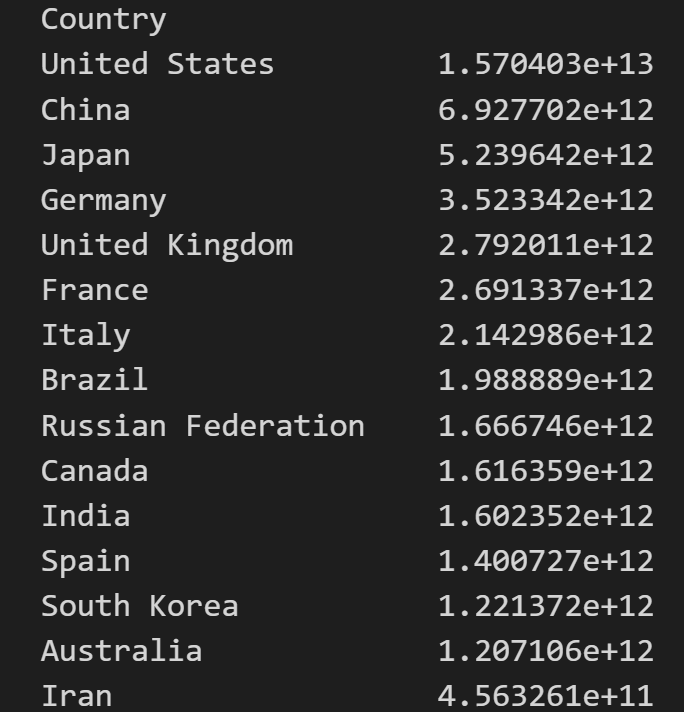 Country
United States 1.570403e+13
China 6.927702e+12
Japan 5.239642e+12
Germany 3.523342e+12
United Kingdom 2.792011e+12
France 2.691337e+12
Italy 2.142986e+12
Brazil 1.988889e+12
Russian Federation 1.666746e+12
Canada 1.616359e+12
India 1.602352e+12
Spain 1.400727e+12
South Korea 1.221372e+12
Australia 1.207106e+12
Iran 4.563261e+11